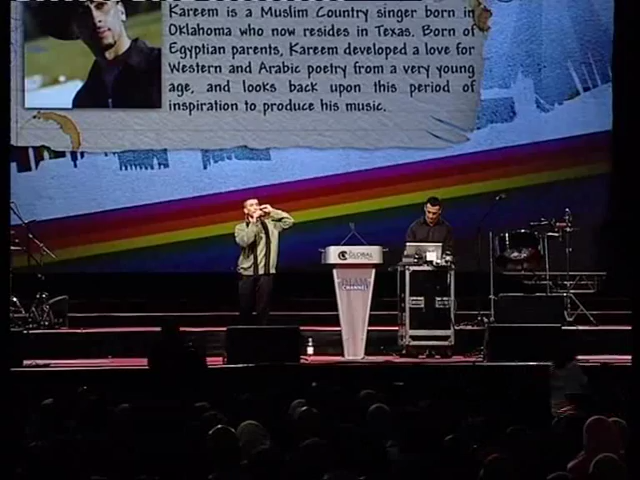 Kareem is a Muslim Country singer born in
Oklahoma who now resides in Texas. Born of
Egyptian parents, Kareem developed a love for
Western and Arabic poetry from a very young
age, and looks back upon this period of
inspiration to produce his music.
GLOBAL
ISLAM
CHANNEL